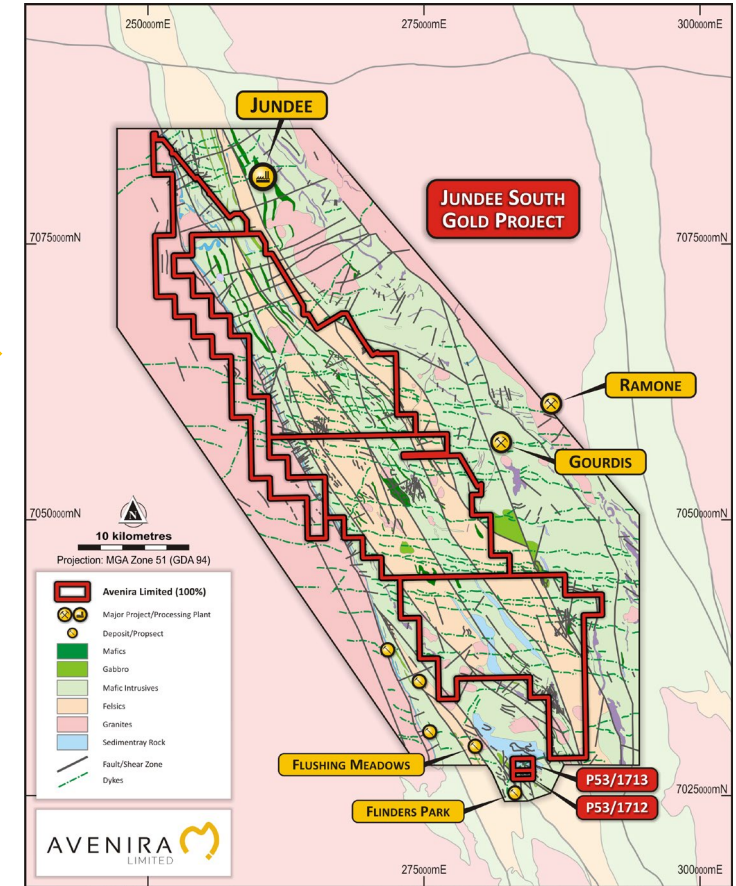 250000mE
275000mE
300000mE
JUNDEE
JUNDEE SOUTH
GOLD PROJECT
7075000mN
7075000mN
RAMONE
GOURDIS
7050000mN
7050000mN
N
10 kilometres
Projection: MGA Zone 51 (GDA 94)
Avenira Limited (100%)
Major Project/Processing Plant
Deposit/Propsect
Mafics
Gabbro
Mafic Intrusives
Felsics
Granites
Sedimentray Rock
Fault/Shear Zone
Dykes
FLUSHING MEADOWS
P53/1713
FLINDERS PARK
P53/1712
7025000mN
AVENIRA
LIMITED
275000mE
300000mE